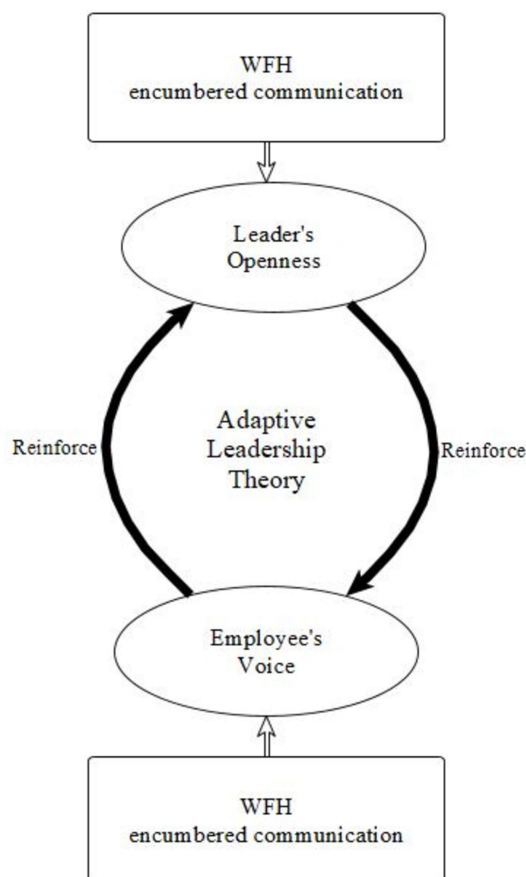 WFH
encumbered communication
Leader's
Openness
Reinforce
Adaptive
Leadership
Theory
Reinforce
Employee's
Voice
WFH
encumbered communication